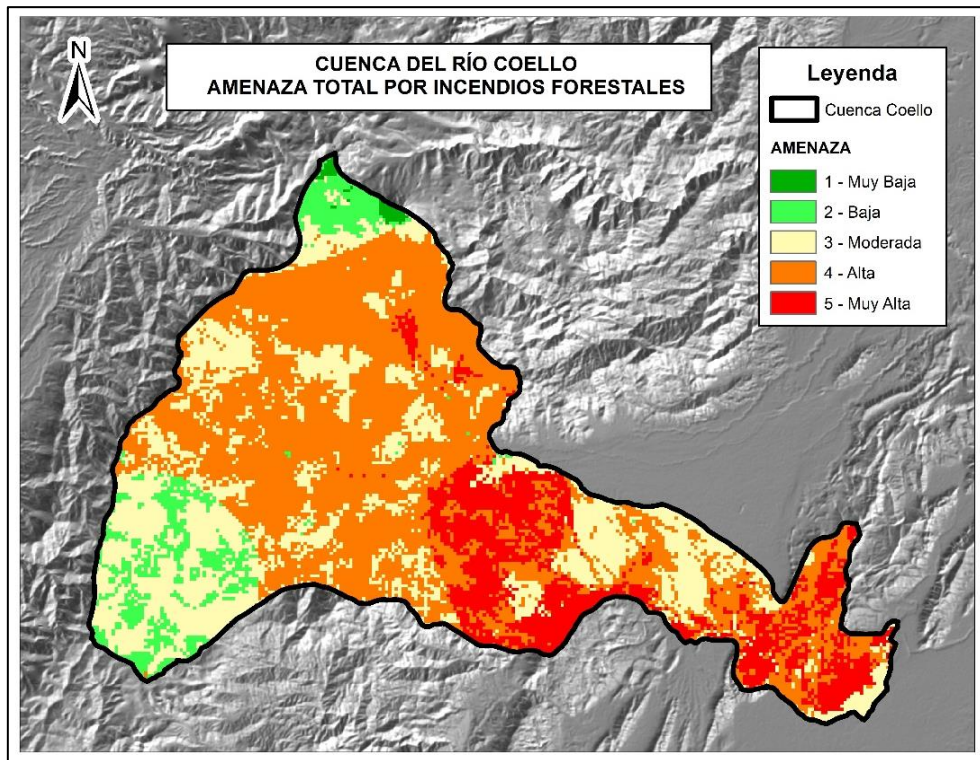 N
CUENCA DEL RÍO COELLO
AMENAZA TOTAL POR INCENDIOS FORESTALES
Leyenda
Cuenca Coello
AMENAZA
1 - Muy Baja
2 - Baja
3 - Moderada
4 - Alta
5 - Muy Alta